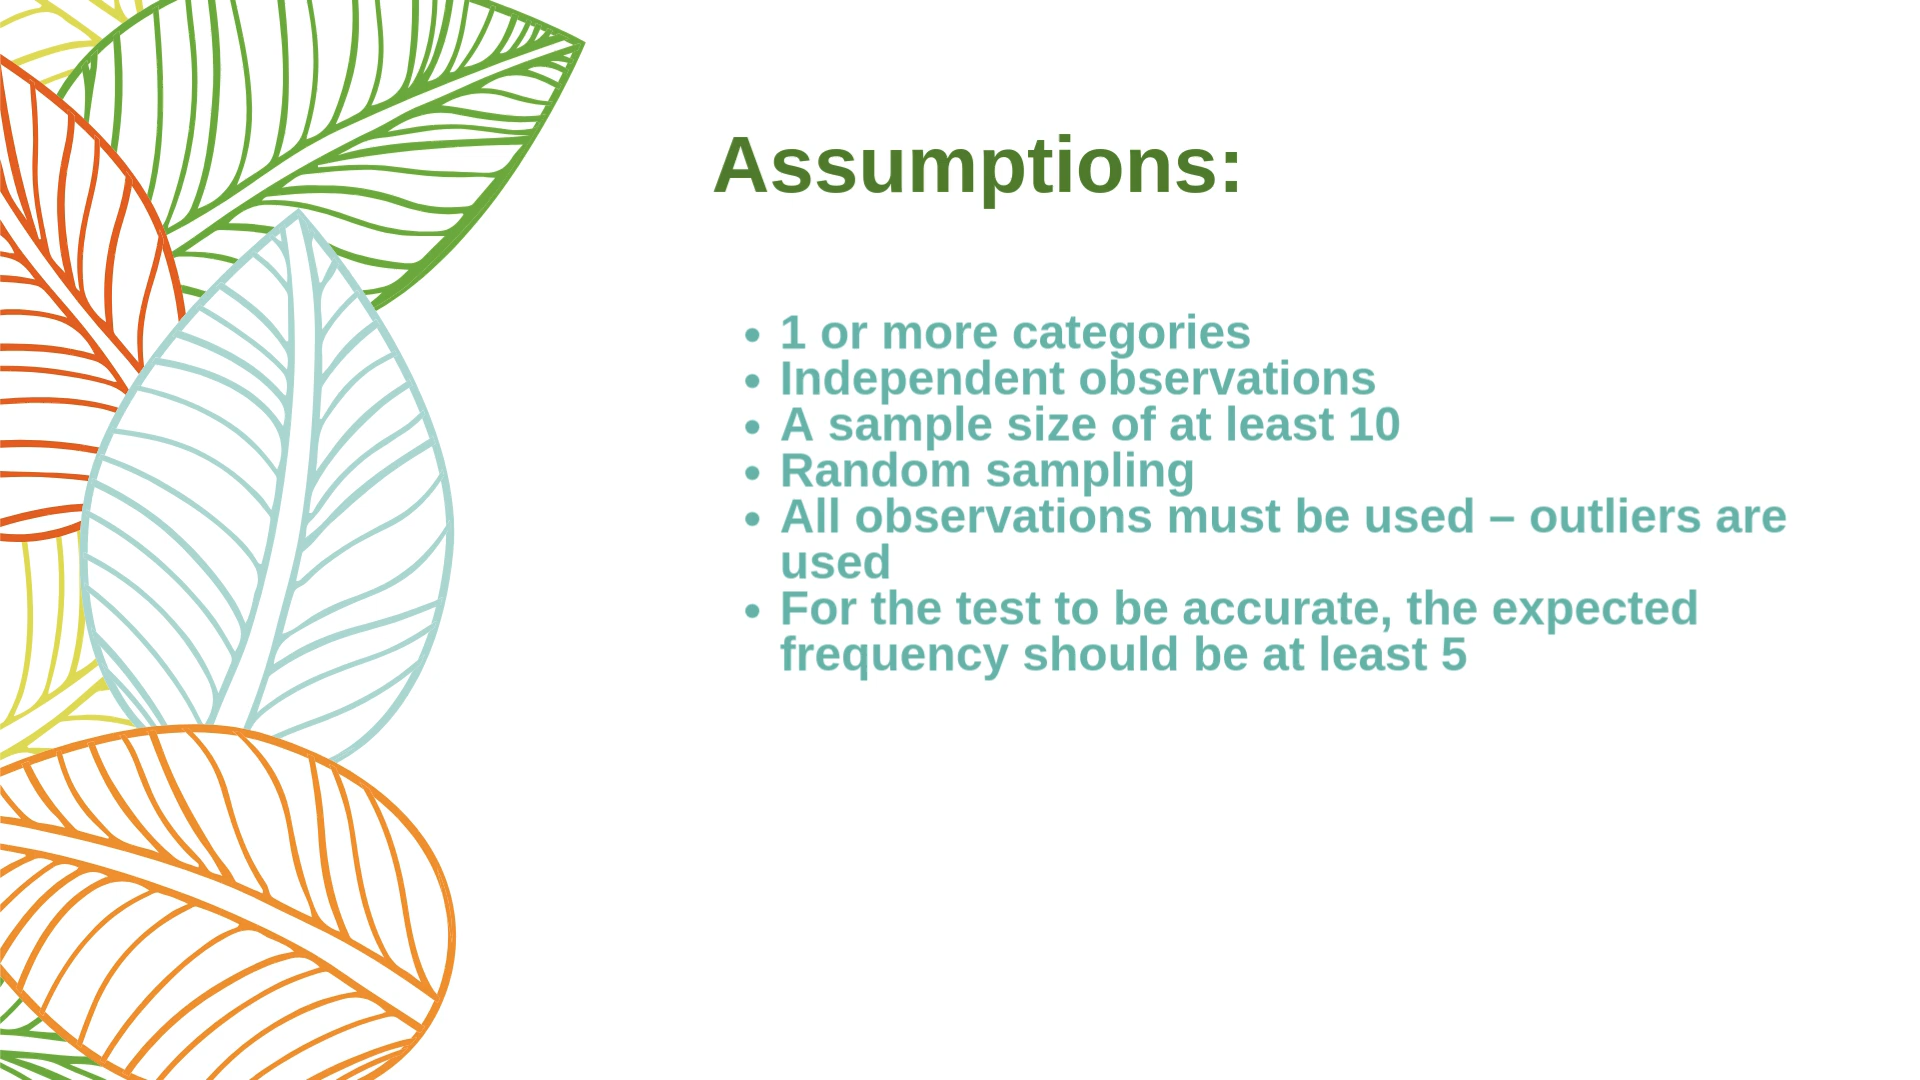 Assumptions:
• 1 or more categories
• Independent observations
• A sample size of at least 10
• Random sampling
• All observations must be used – outliers are
used
• For the test to be accurate, the expected
frequency should be at least 5